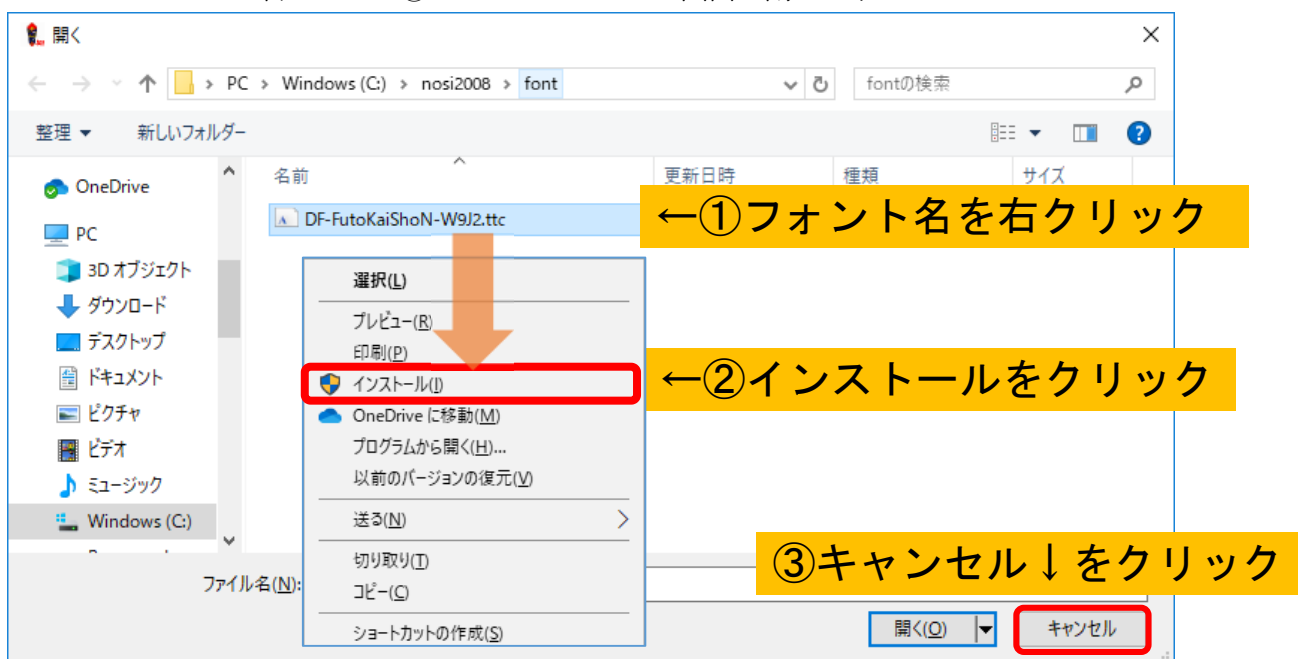 開く
PC > Windows (C:) > nosi2008 > font
fontの検索
整理
新しいフォルダー
名前
更新日時
種類
サイズ
OneDrive
PC
3D オブジェクト
ダウンロード
デスクトップ
ドキュメント
ピクチャ
ビデオ
ミュージック
Windows (C:)
DF-FutoKaiShoN-W9J2.ttc
←①フォント名を右クリック
選択(L)
プレビュー(R)
印刷(P)
インストール(I)
←②インストールをクリック
OneDrive に移動(M)
プログラムから開く(H)...
以前のバージョンの復元(V)
送る(N)
切り取り(T)
コピー(C)
ショートカットの作成(S)
ファイル名(N):
③キャンセル↓をクリック
開く(O)
キャンセル